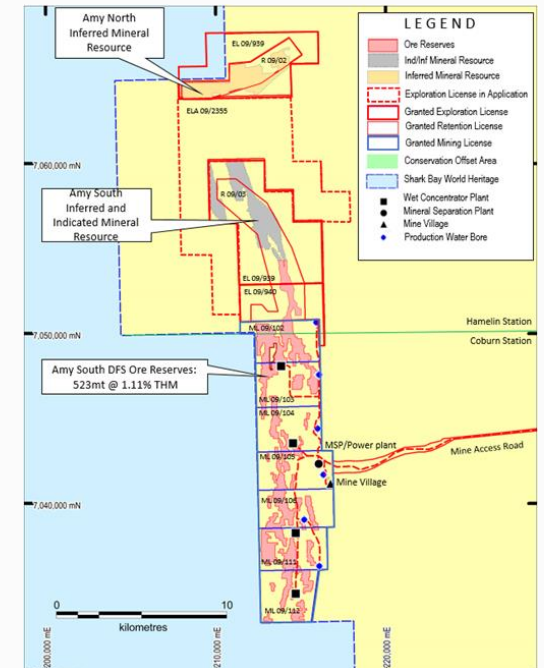 Amy North
Inferred Mineral
Resource
EL 09/939
R 09/02
ELA 09/2355
7,060,000 mN
Amy South
Inferred and
Indicated Mineral
Resource
R 09/05
EL 09/939
EL 09/940
7,050,000 mN
ML 09/102
Hamelin Station
Coburn Station
Amy South DFS Ore Reserves:
523mt @ 1.11% THM
ML 09/103
ML 09/104
MSP/Power plant
Mine Access Road
ML 09/105
Mine Village
7,040,000 mN
ML 09/106
ML 09/111
ML 09/112
0 10
kilometres
200,000 mE
210,000 mE
220,000 mE
LEGEND
Ore Reserves
Ind/Inf Mineral Resource
Inferred Mineral Resource
Exploration License in Application
Granted Exploration License
Granted Retention License
Granted Mining License
Conservation Offset Area
Shark Bay World Heritage
Wet Concentrator Plant
Mineral Separation Plant
Mine Village
Production Water Bore